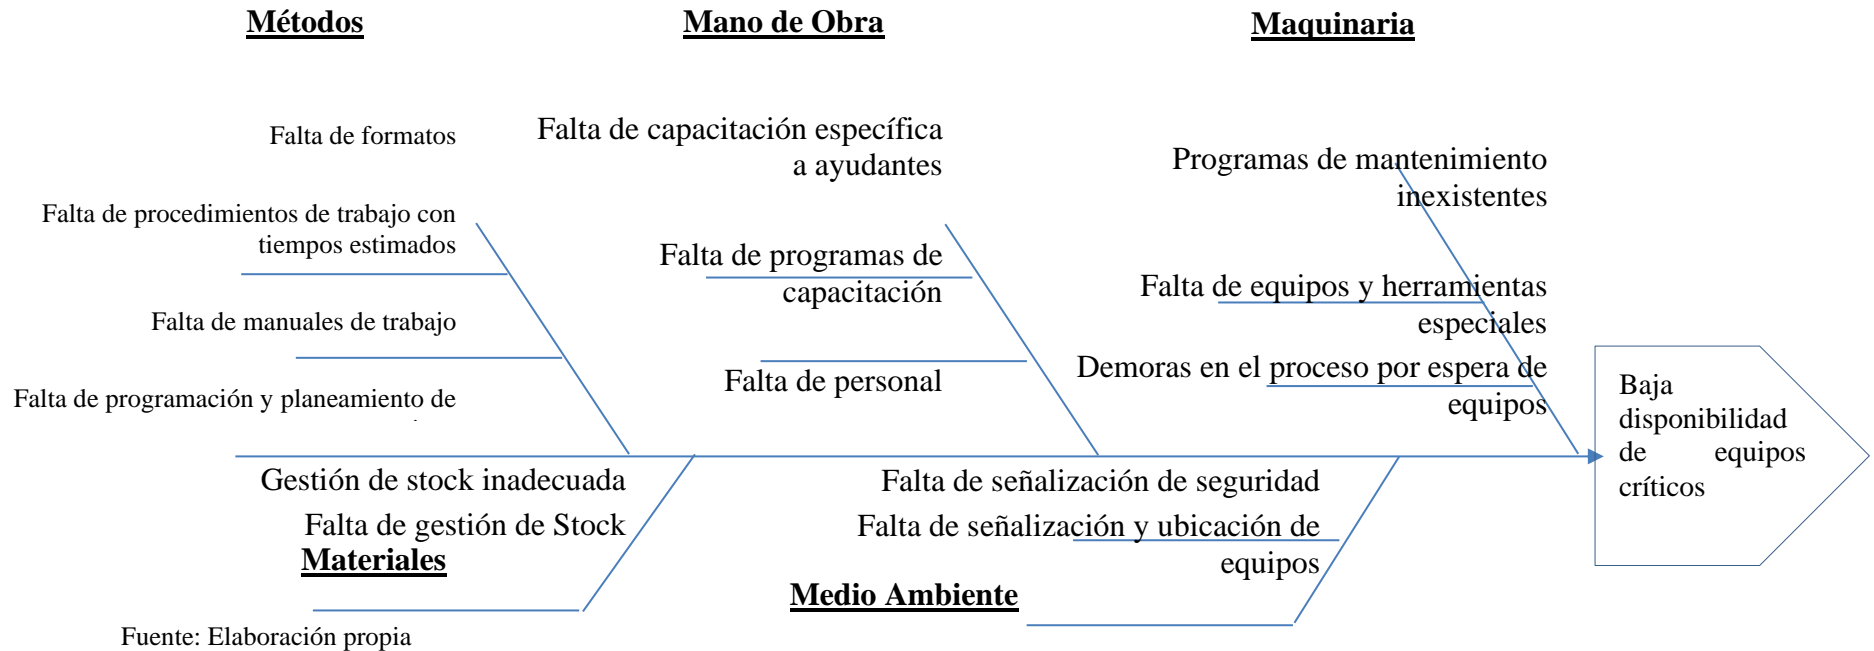 Métodos
Mano de Obra
Maquinaria
Falta de formatos
Falta de procedimientos de trabajo con
tiempos estimados
Falta de manuales de trabajo
Falta de programación y planeamiento de
Falta de capacitación específica
a ayudantes
Falta de programas de
capacitación
Falta de personal
Programas de mantenimiento
inexistentes
Falta de equipos y herramientas
especiales
Demoras en el proceso por espera de
equipos
Baja
disponibilidad
de equipos
críticos
Gestión de stock inadecuada
Falta de gestión de Stock
Materiales
Falta de señalización de seguridad
Falta de señalización y ubicación de
equipos
Medio Ambiente
Fuente: Elaboración propia